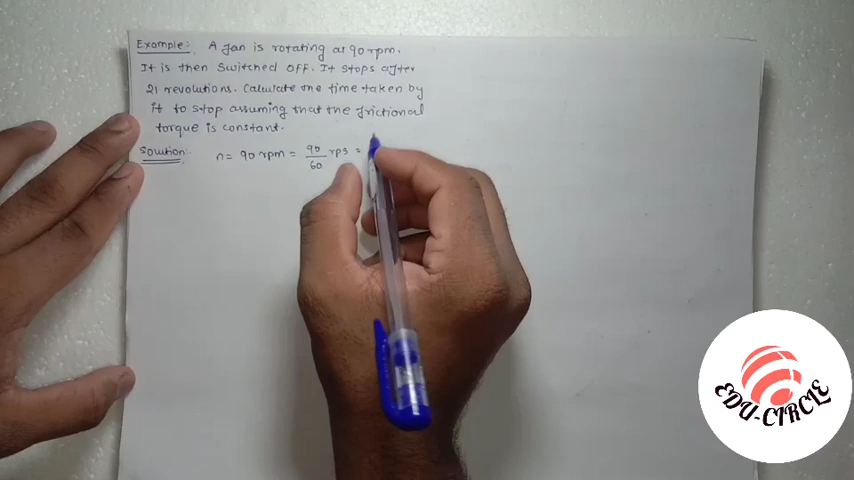 Example:- A fan is rotating at 90 rpm.
It is then switched OFF. It stops after
21 revolutions. Calculate the time taken by
it to stop assuming that the frictional
torque is constant.
Solution:- n = 90 rpm = 90/60 rps =
EDU-CIRCLE